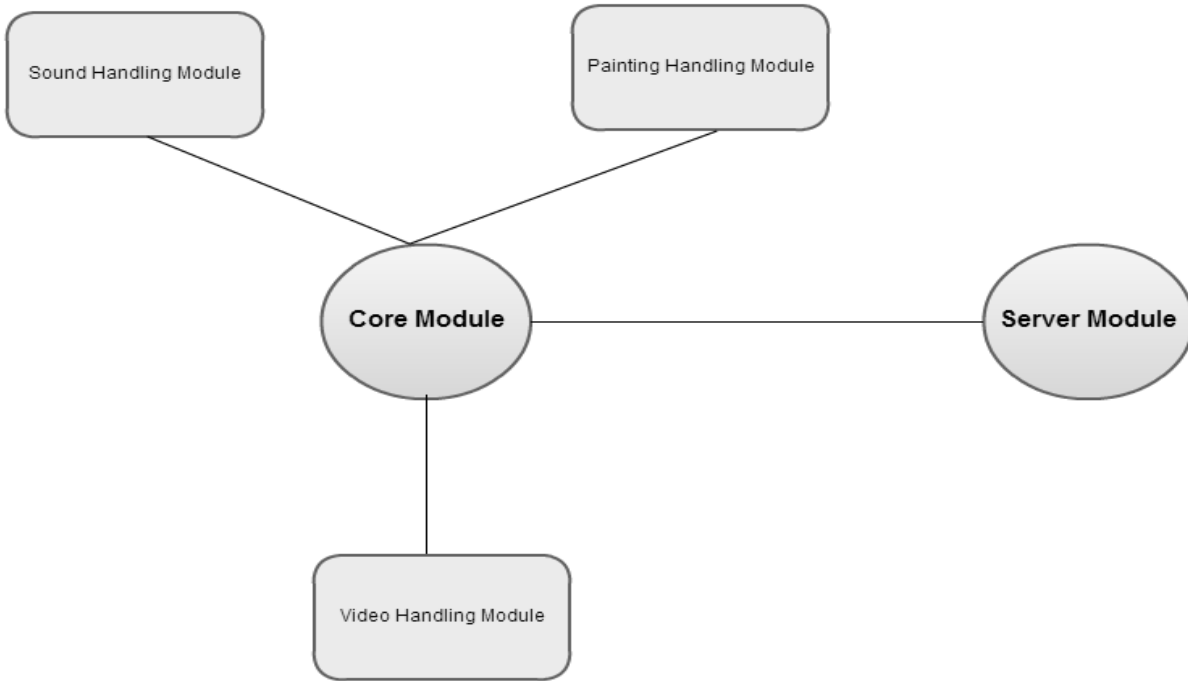 Sound Handling Module
Painting Handling Module
Core Module
Server Module
Video Handling Module